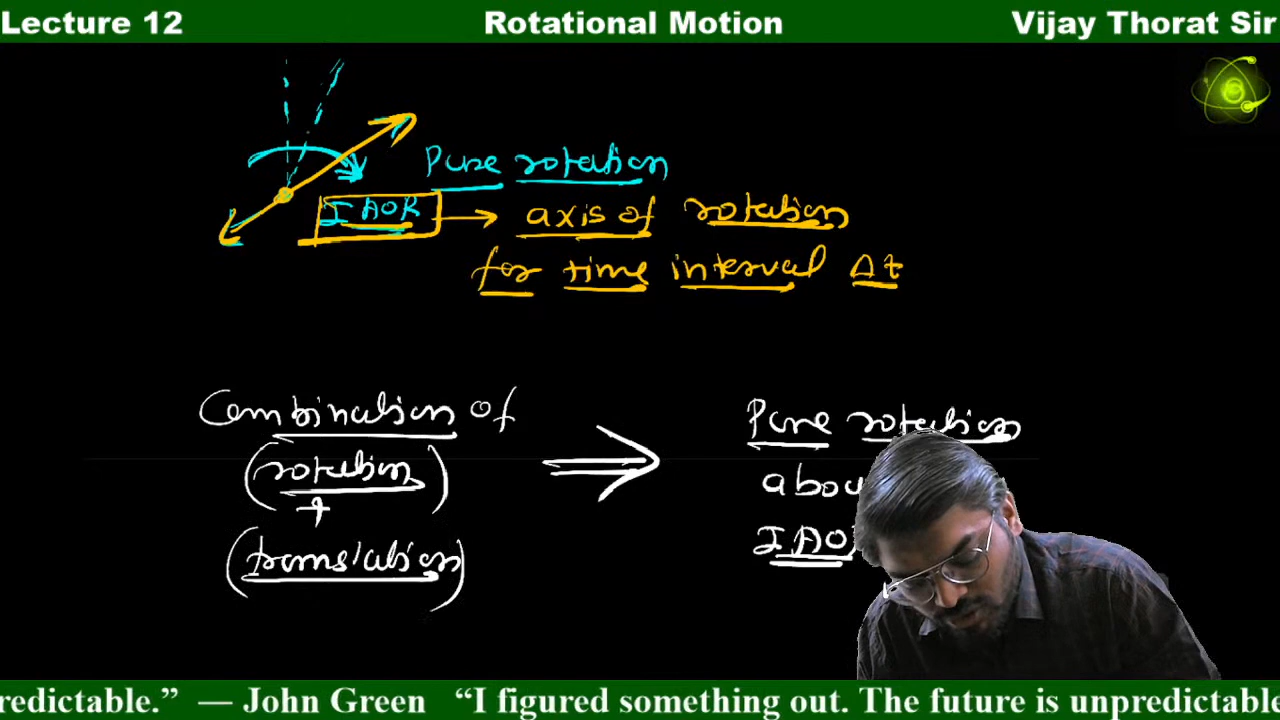 Lecture 12 Rotational Motion Vijay Thorat Sir
Pure rotation
IAOR → axis of rotation
for time interval Δt
Combination of
(rotation)
+
(translation)
⇒
Pure rotation
abou
IAO
redictable.” — John Green “I figured something out. The future is unpredictable